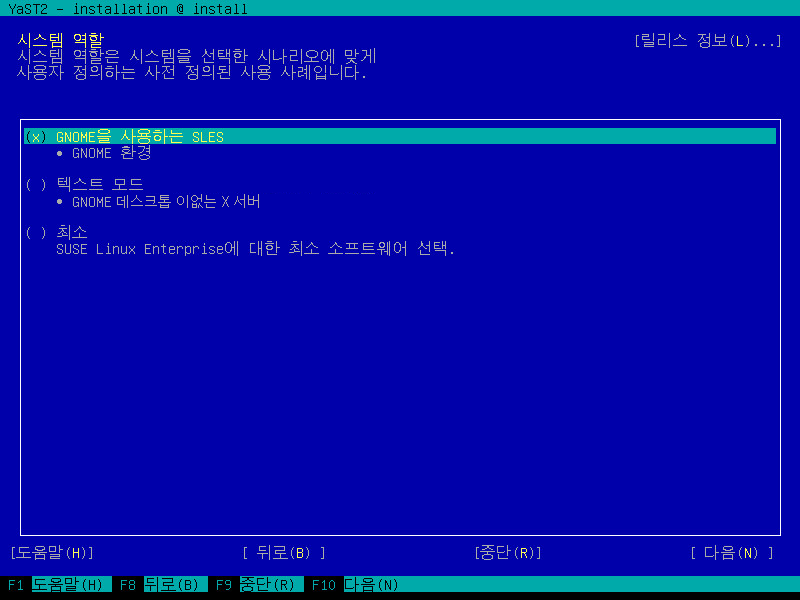 YaST2 - installation @ install
시스템 역할
[릴리스 정보(L)...]
시스템 역할은 시스템을 선택한 시나리오에 맞게
사용자 정의하는 사전 정의된 사용 사례입니다.
(x) GNOME을 사용하는 SLES
• GNOME 환경
( ) 텍스트 모드
• GNOME 데스크톱 이없는 X 서버
( ) 최소
SUSE Linux Enterprise에 대한 최소 소프트웨어 선택.
[도움말(H)] [ 뒤로(B) ] [중단(R)] [ 다음(N) ]
F1 도움말(H) F8 뒤로(B) F9 중단(R) F10 다음(N)